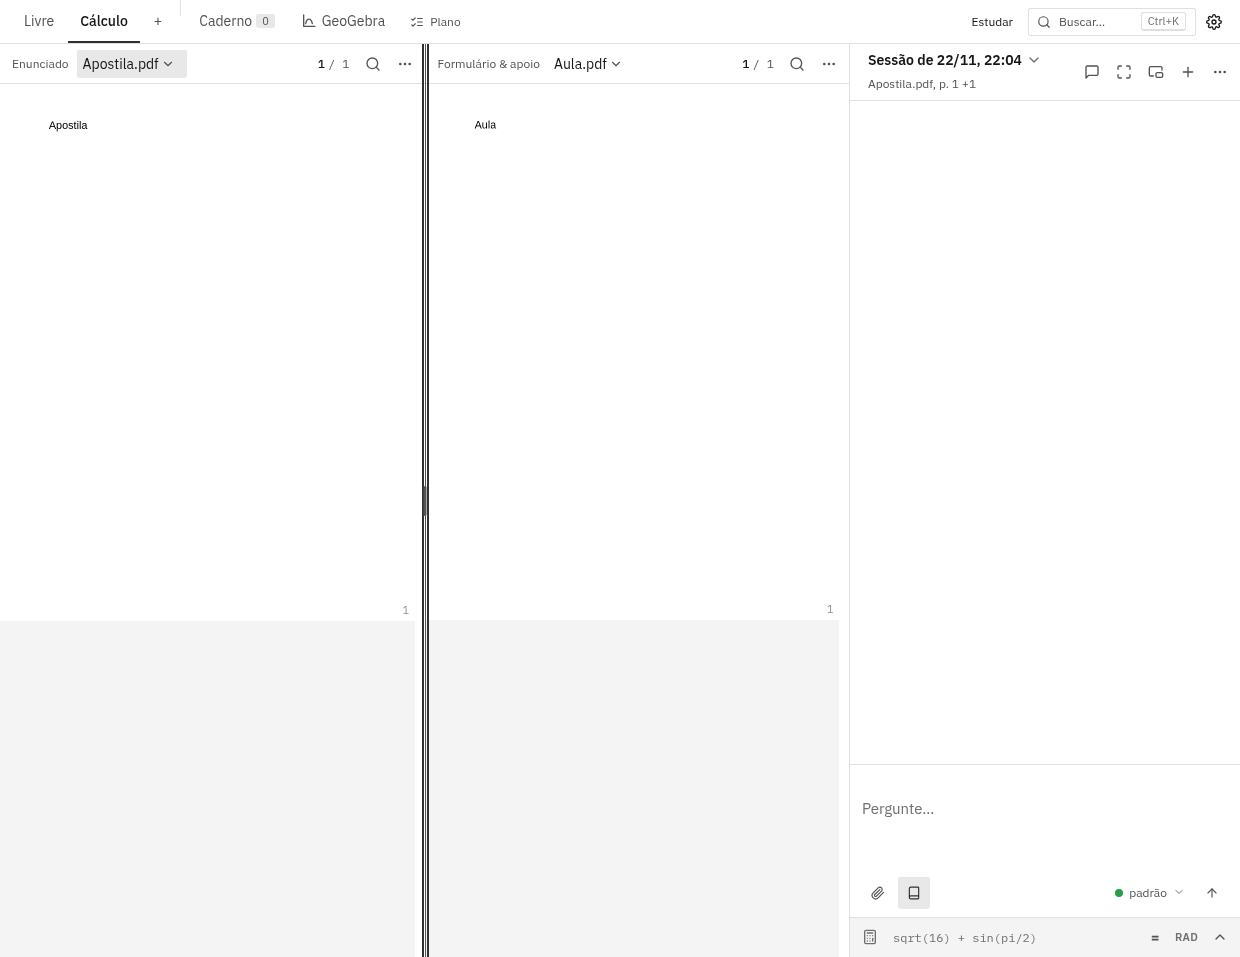 Livre Cálculo + Caderno 0 GeoGebra Plano Estudar Buscar... Ctrl+K
Enunciado Apostila.pdf 1 / 1
Formulário & apoio Aula.pdf 1 / 1
Sessão de 22/11, 22:04
Apostila.pdf, p. 1 +1
Apostila
Aula
1
1
Pergunte...
padrão
sqrt(16) + sin(pi/2) = RAD